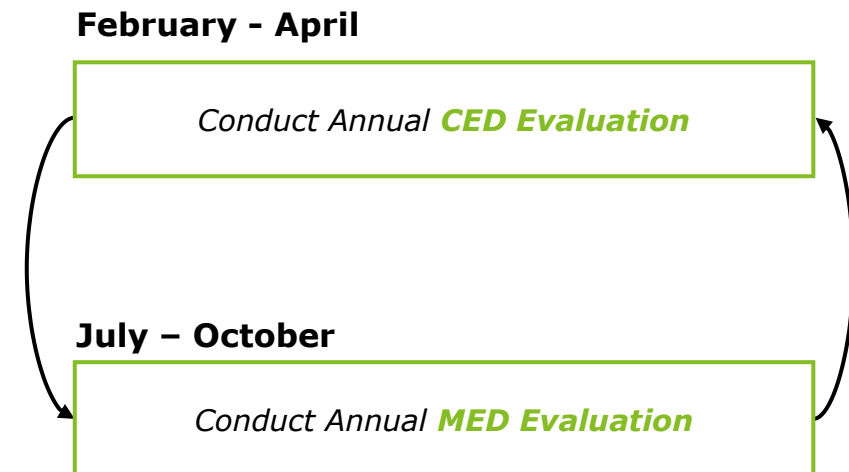 February - April
Conduct Annual CED Evaluation
July – October
Conduct Annual MED Evaluation